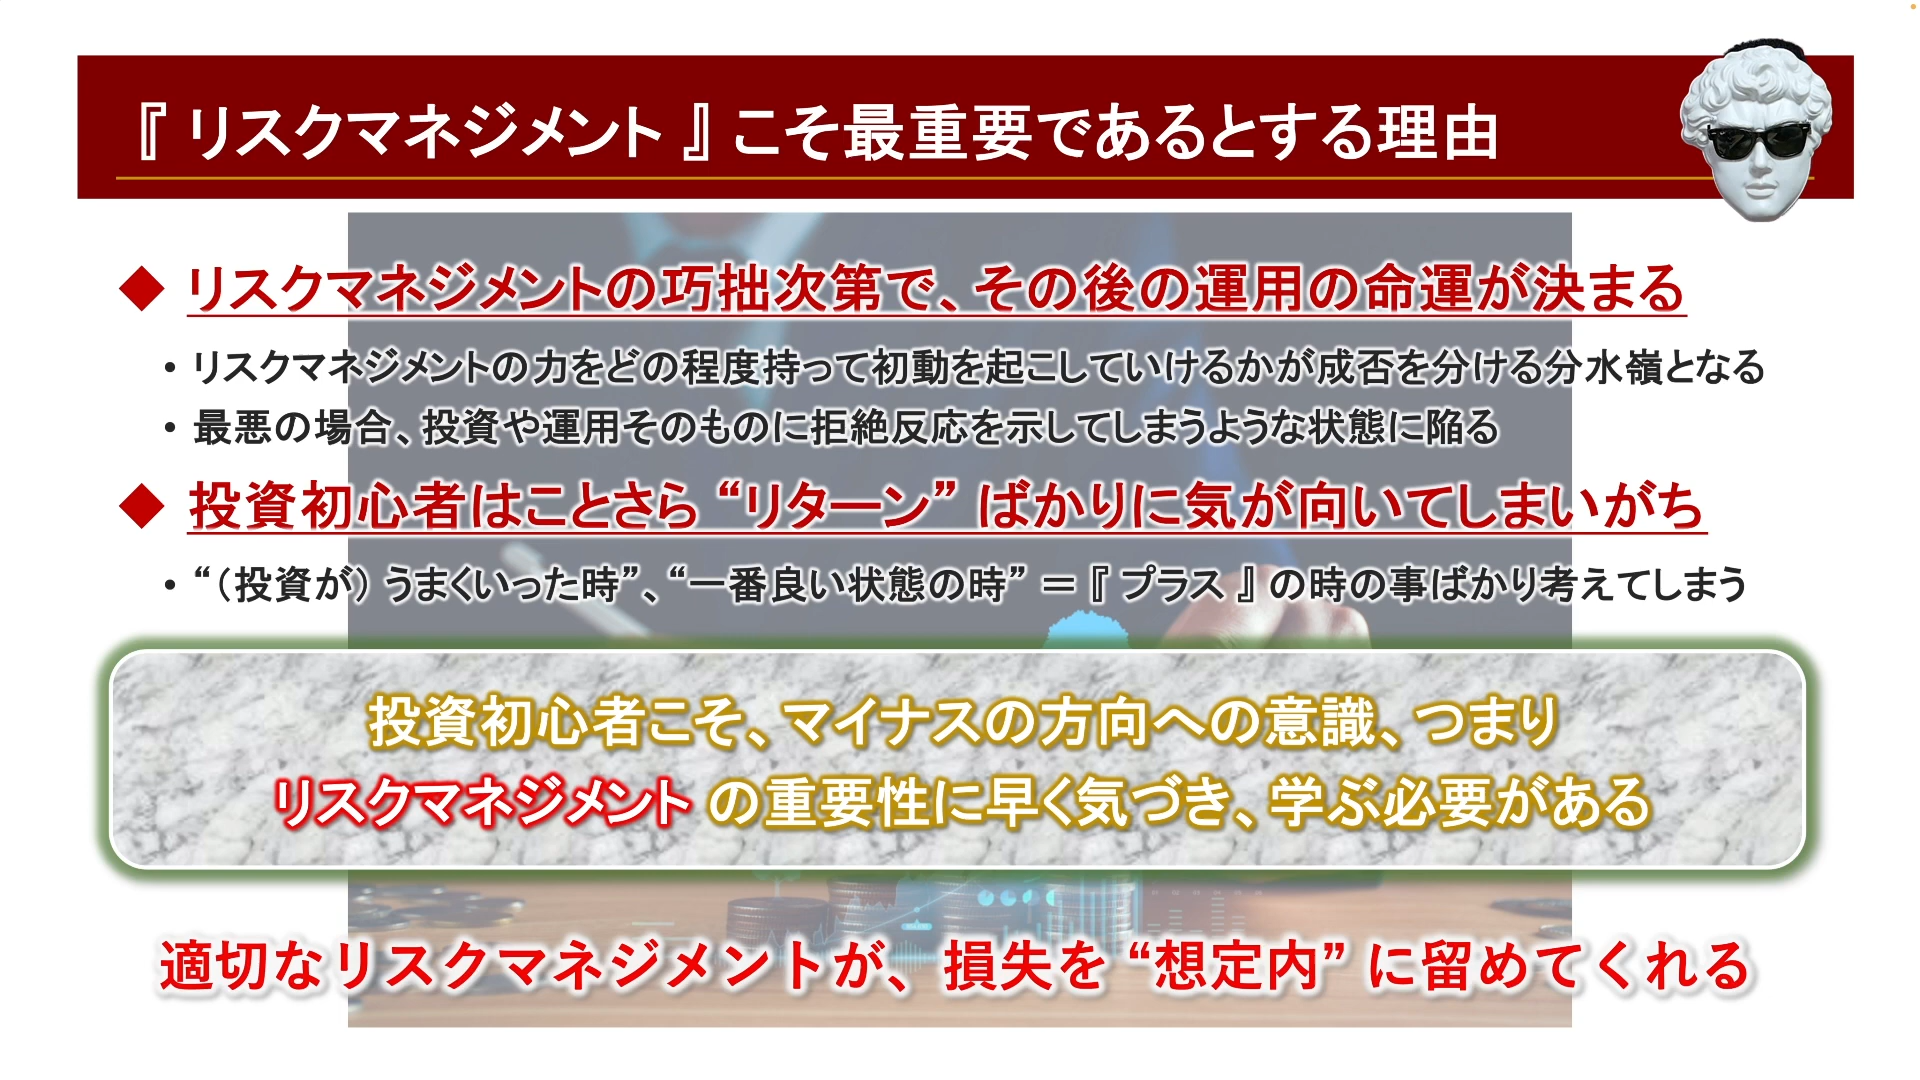 『 リスクマネジメント 』 こそ最重要であるとする理由
◆ リスクマネジメントの巧拙次第で、その後の運用の命運が決まる
• リスクマネジメントの力をどの程度持って初動を起こしていけるかが成否を分ける分水嶺となる
• 最悪の場合、投資や運用そのものに拒絶反応を示してしまうような状態に陥る
◆ 投資初心者はことさら “リターン” ばかりに気が向いてしまいがち
• “（投資が） うまくいった時”、“一番良い状態の時” ＝ 『 プラス 』 の時の事ばかり考えてしまう
投資初心者こそ、マイナスの方向への意識、つまり
リスクマネジメント の重要性に早く気づき、学ぶ必要がある
適切なリスクマネジメントが、損失を “想定内” に留めてくれる